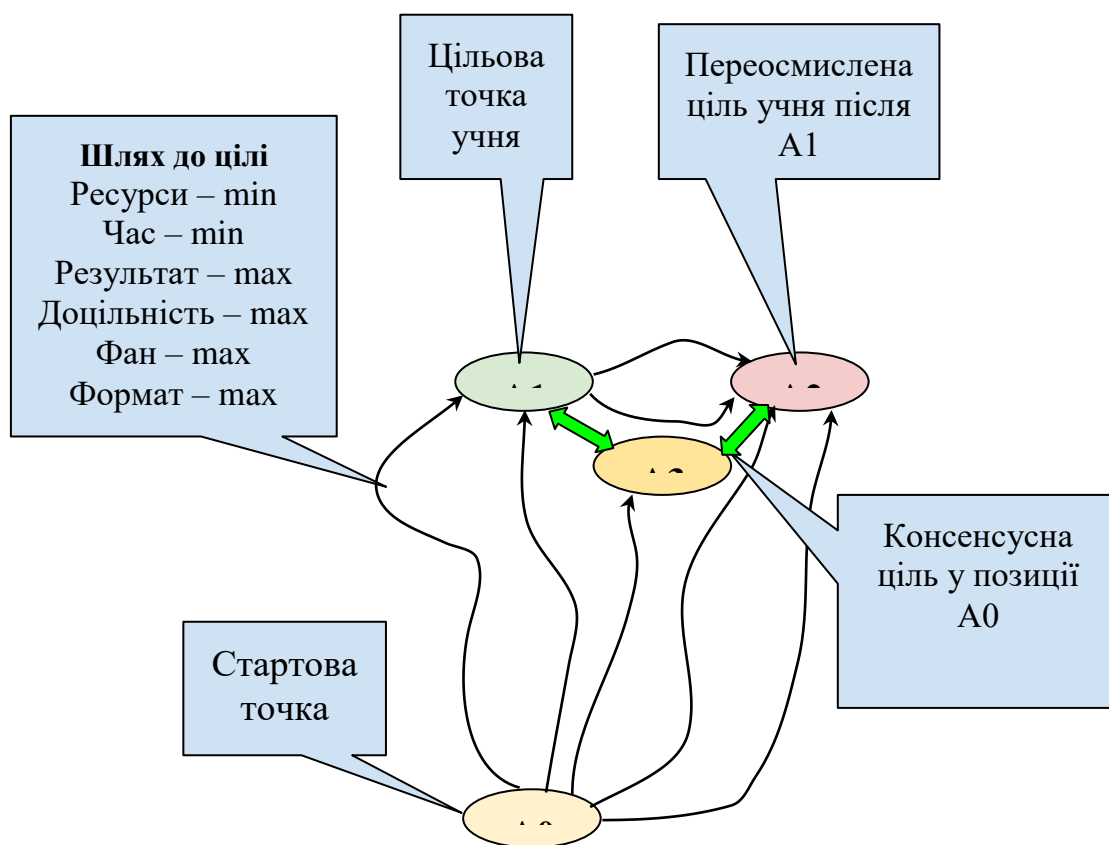 Цільова
точка
учня
Переосмислена
ціль учня після
А1
Шлях до цілі
Ресурси – min
Час – min
Результат – max
Доцільність – max
Фан – max
Формат – max
Консенсусна
ціль у позиції
А0
Стартова
точка